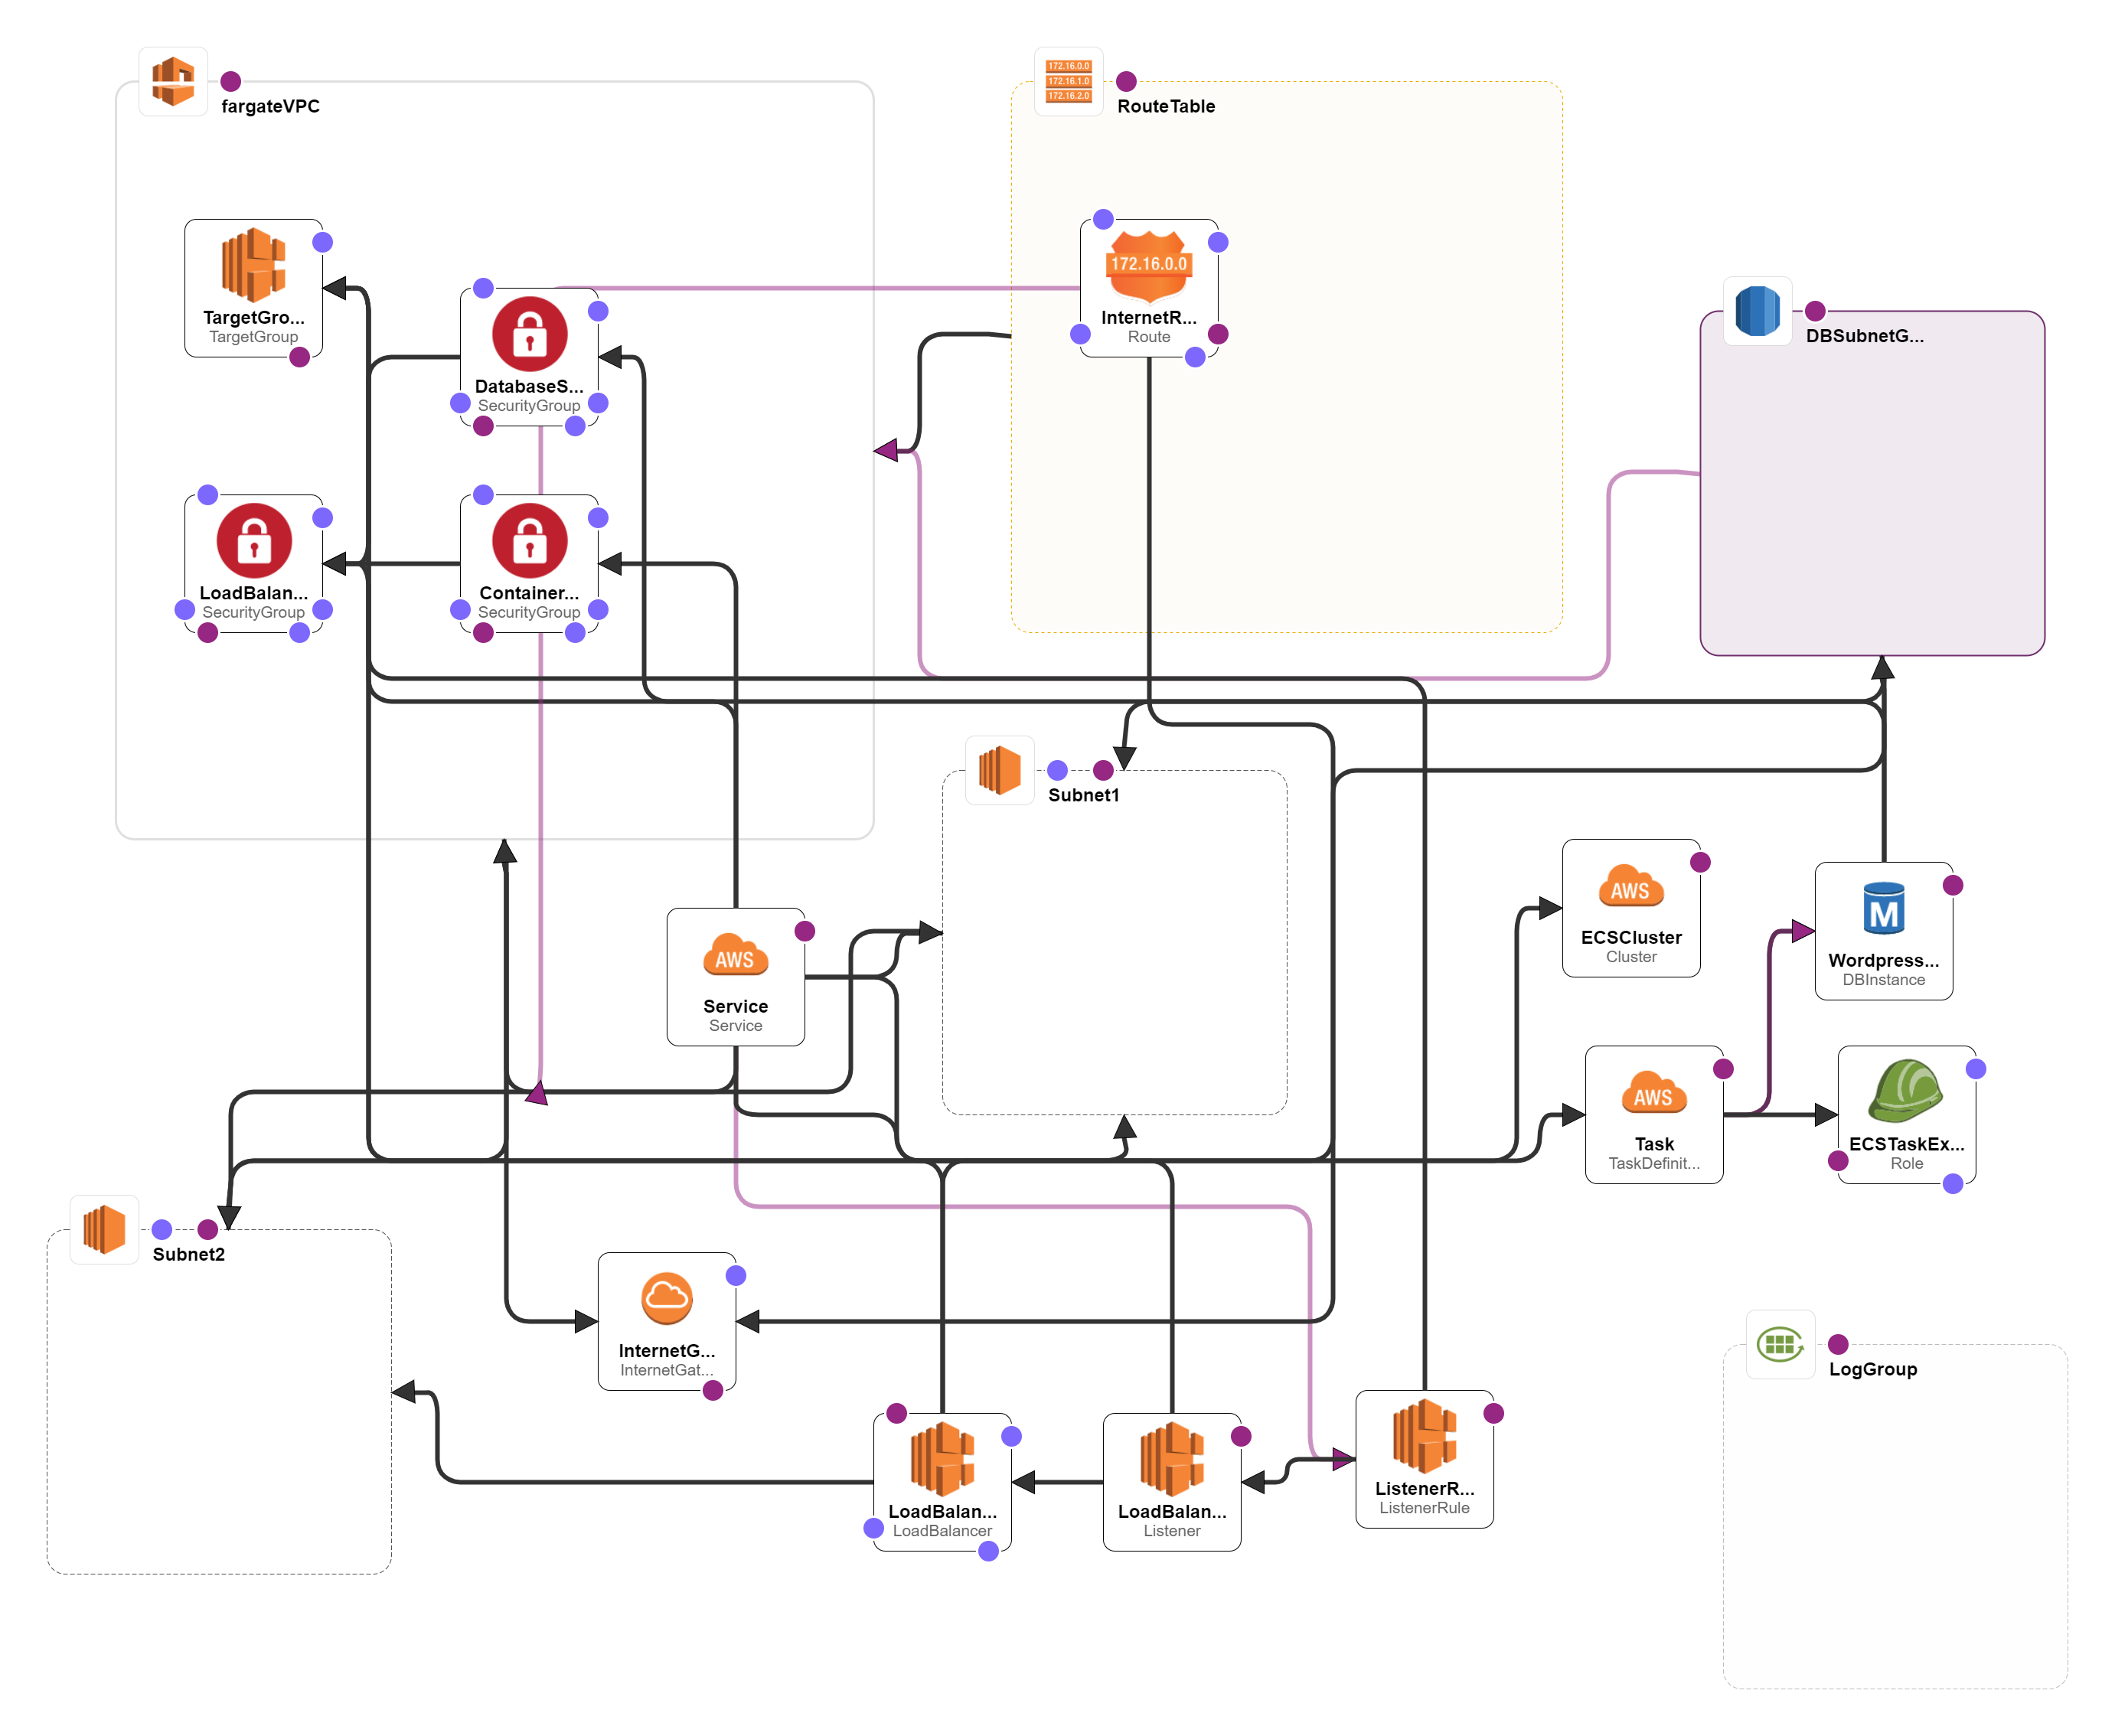 fargateVPC
172.16.0.0
172.16.1.0
172.16.2.0
RouteTable
TargetGro...
TargetGroup
172.16.0.0
InternetR...
Route
DBSubnetG...
DatabaseS...
SecurityGroup
LoadBalan...
SecurityGroup
Container...
SecurityGroup
Subnet1
AWS
Service
Service
AWS
ECSCluster
Cluster
M
Wordpress...
DBInstance
AWS
Task
TaskDefinit...
ECSTaskEx...
Role
Subnet2
InternetG...
InternetGat...
LogGroup
LoadBalan...
LoadBalancer
LoadBalan...
Listener
ListenerR...
ListenerRule